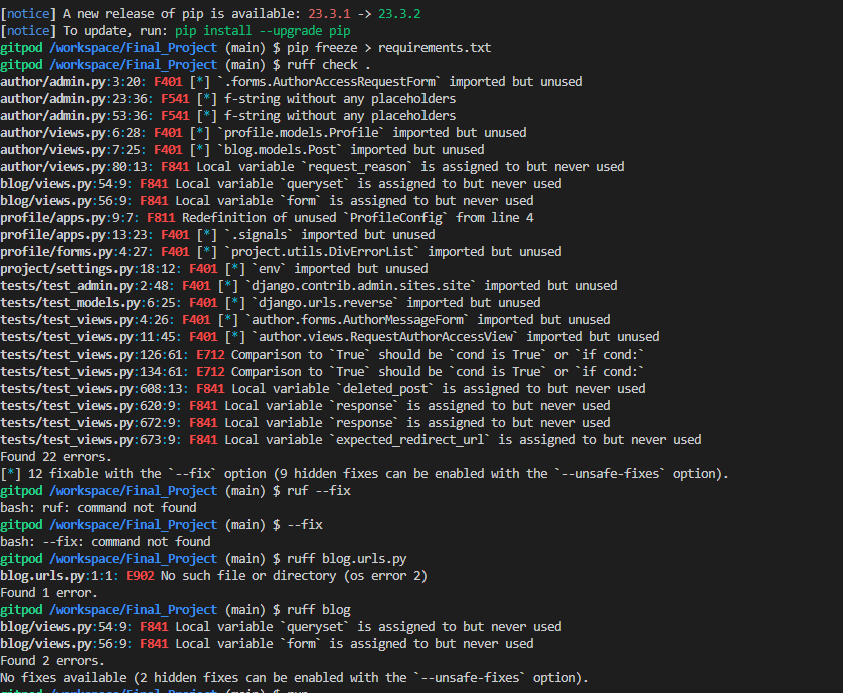 [notice] A new release of pip is available: 23.3.1 -> 23.3.2
[notice] To update, run: pip install --upgrade pip
gitpod /workspace/Final_Project (main) $ pip freeze > requirements.txt
gitpod /workspace/Final_Project (main) $ ruff check .
author/admin.py:3:20: F401 [*] `.forms.AuthorAccessRequestForm` imported but unused
author/admin.py:23:36: F541 [*] f-string without any placeholders
author/admin.py:53:36: F541 [*] f-string without any placeholders
author/views.py:6:28: F401 [*] `profile.models.Profile` imported but unused
author/views.py:7:25: F401 [*] `blog.models.Post` imported but unused
author/views.py:80:13: F841 Local variable `request_reason` is assigned to but never used
blog/views.py:54:9: F841 Local variable `queryset` is assigned to but never used
blog/views.py:56:9: F841 Local variable `form` is assigned to but never used
profile/apps.py:9:7: F811 Redefinition of unused `ProfileConfig` from line 4
profile/apps.py:13:23: F401 [*] `.signals` imported but unused
profile/forms.py:4:27: F401 [*] `project.utils.DivErrorList` imported but unused
project/settings.py:18:12: F401 [*] `env` imported but unused
tests/test_admin.py:2:48: F401 [*] `django.contrib.admin.sites.site` imported but unused
tests/test_models.py:6:25: F401 [*] `django.urls.reverse` imported but unused
tests/test_views.py:4:26: F401 [*] `author.forms.AuthorMessageForm` imported but unused
tests/test_views.py:11:45: F401 [*] `author.views.RequestAuthorAccessView` imported but unused
tests/test_views.py:126:61: E712 Comparison to `True` should be `cond is True` or `if cond:`
tests/test_views.py:134:61: E712 Comparison to `True` should be `cond is True` or `if cond:`
tests/test_views.py:608:13: F841 Local variable `deleted_post` is assigned to but never used
tests/test_views.py:620:9: F841 Local variable `response` is assigned to but never used
tests/test_views.py:672:9: F841 Local variable `response` is assigned to but never used
tests/test_views.py:673:9: F841 Local variable `expected_redirect_url` is assigned to but never used
Found 22 errors.
[*] 12 fixable with the `--fix` option (9 hidden fixes can be enabled with the `--unsafe-fixes` option).
gitpod /workspace/Final_Project (main) $ ruf --fix
bash: ruf: command not found
gitpod /workspace/Final_Project (main) $ --fix
bash: --fix: command not found
gitpod /workspace/Final_Project (main) $ ruff blog.urls.py
blog.urls.py:1:1: E902 No such file or directory (os error 2)
Found 1 error.
gitpod /workspace/Final_Project (main) $ ruff blog
blog/views.py:54:9: F841 Local variable `queryset` is assigned to but never used
blog/views.py:56:9: F841 Local variable `form` is assigned to but never used
Found 2 errors.
No fixes available (2 hidden fixes can be enabled with the `--unsafe-fixes` option).
gitpod /workspace/Final_Project (main) $